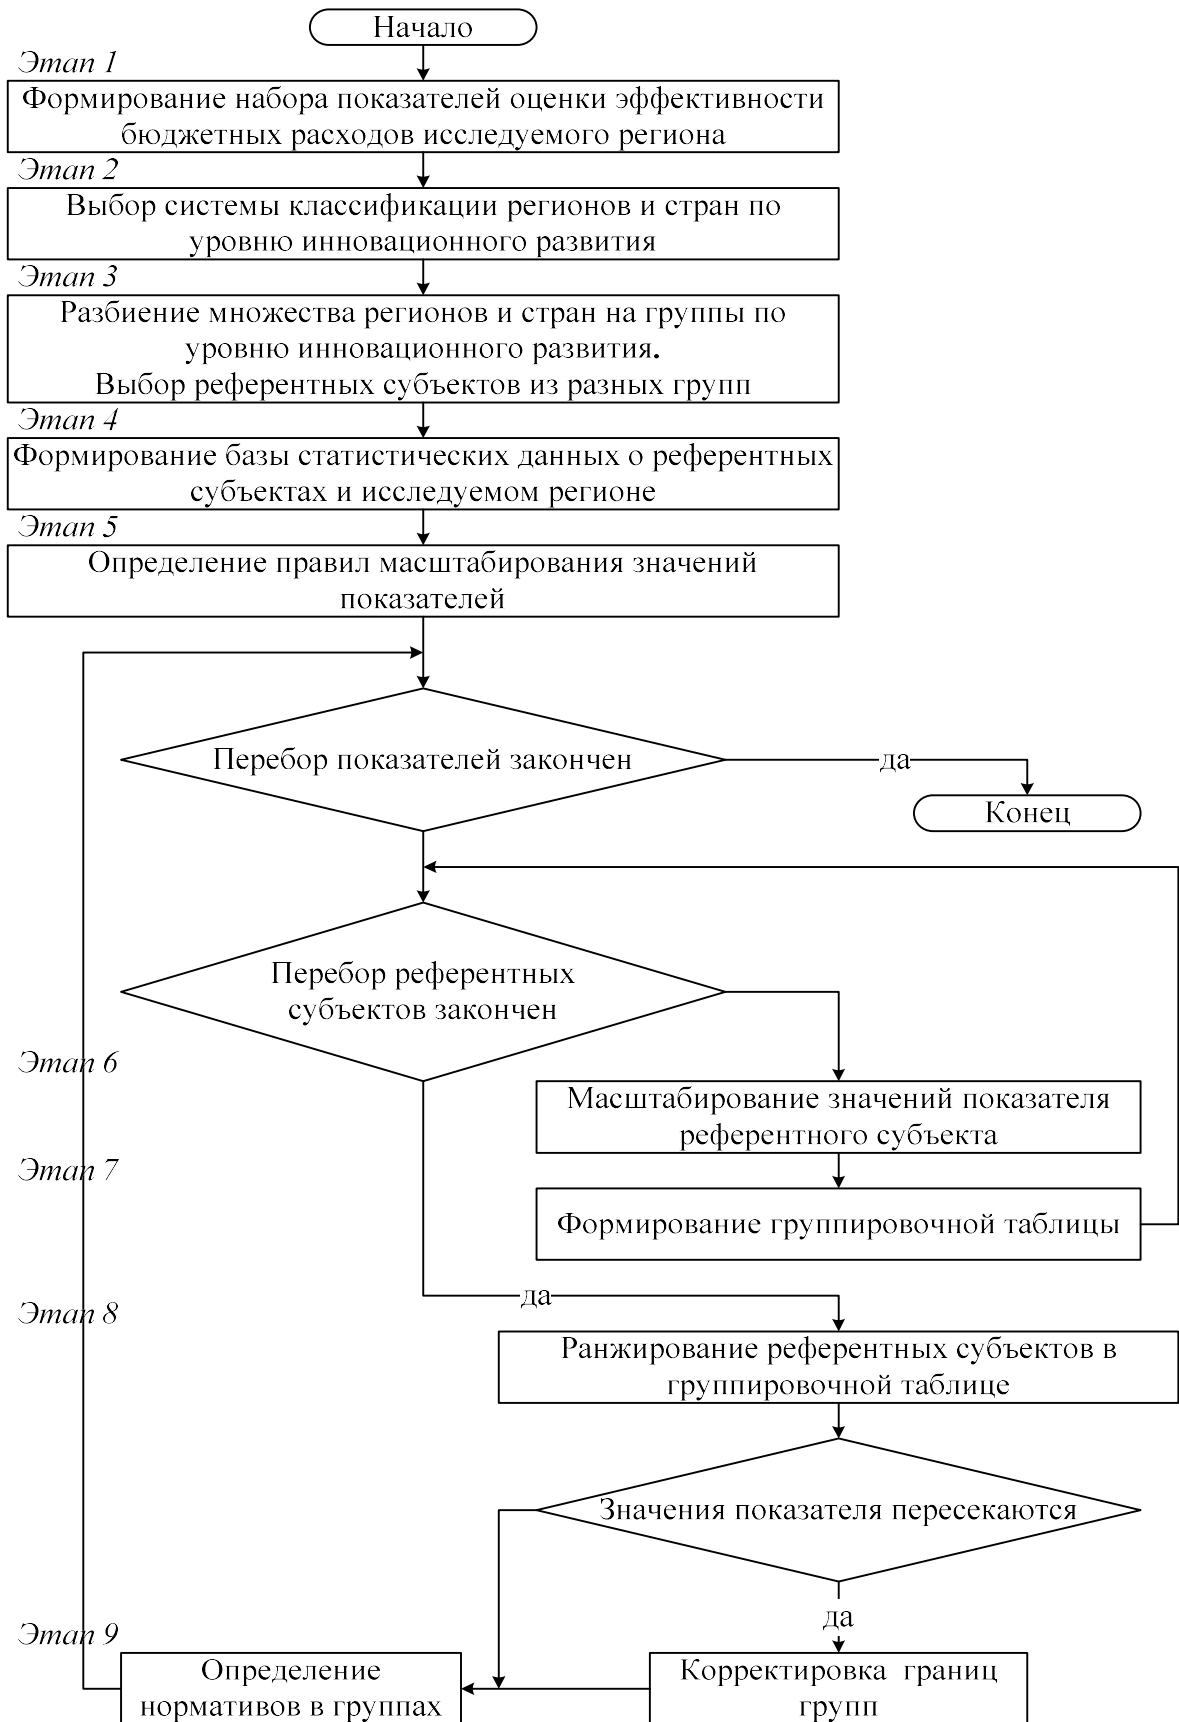 Начало
Этап 1
Формирование набора показателей оценки эффективности
бюджетных расходов исследуемого региона
Этап 2
Выбор системы классификации регионов и стран по
уровню инновационного развития
Этап 3
Разбиение множества регионов и стран на группы по
уровню инновационного развития.
Выбор референтных субъектов из разных групп
Этап 4
Формирование базы статистических данных о референтных
субъектах и исследуемом регионе
Этап 5
Определение правил масштабирования значений
показателей
Перебор показателей закончен
да
Конец
Перебор референтных
субъектов закончен
Этап 6
Масштабирование значений показателя
референтного субъекта
Этап 7
Формирование группировочной таблицы
да
Этап 8
Ранжирование референтных субъектов в
группировочной таблице
Значения показателя пересекаются
да
Этап 9
Определение
нормативов в группах
Корректировка границ
групп